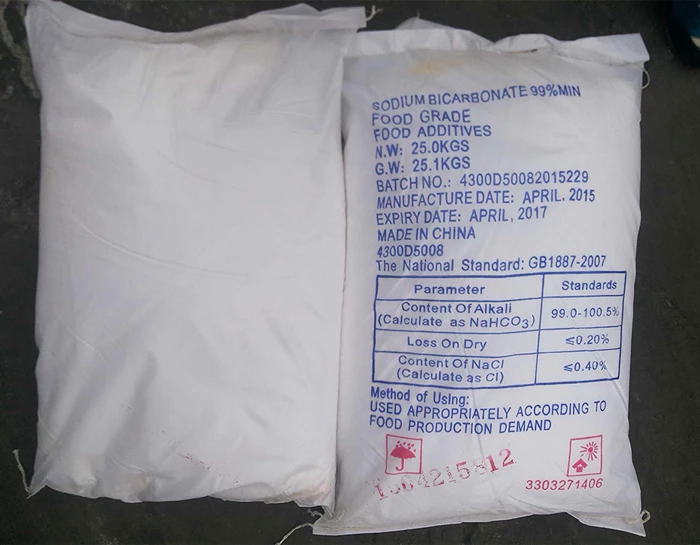 SODIUM BICARBONATE 99%MIN
FOOD GRADE
FOOD ADDITIVES
N.W: 25.0KGS
G.W: 25.1KGS
BATCH NO.: 4300D50082015229
MANUFACTURE DATE: APRIL, 2015
EXPIRY DATE: APRIL, 2017
MADE IN CHINA
4300D5008
The National Standard: GB1887-2007
Parameter Standards
Content Of Alkali
(Calculate as NaHCO3) 99.0-100.5%
Loss On Dry ≤0.20%
Content Of NaCl
(Calculate as Cl) ≤0.40%
Method of Using:
USED APPROPRIATELY ACCORDING TO
FOOD PRODUCTION DEMAND
3303271406